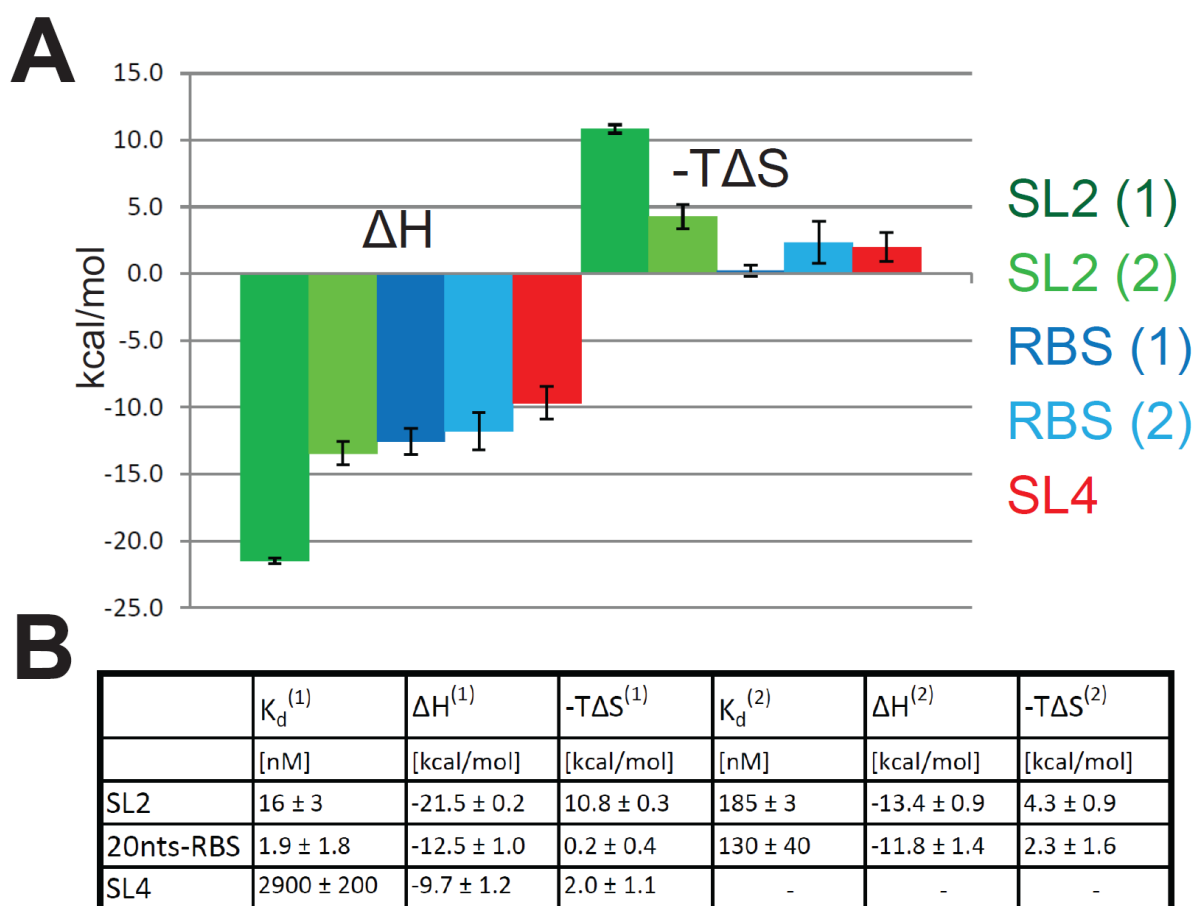 A
15.0
10.0
5.0
0.0
-5.0
-10.0
-15.0
-20.0
-25.0
kcal/mol
ΔH
-TΔS
SL2 (1)
SL2 (2)
RBS (1)
RBS (2)
SL4
B
Kd(1) ΔH(1) -TΔS(1) Kd(2) ΔH(2) -TΔS(2)
[nM] [kcal/mol] [kcal/mol] [nM] [kcal/mol] [kcal/mol]
SL2 16 ± 3 -21.5 ± 0.2 10.8 ± 0.3 185 ± 3 -13.4 ± 0.9 4.3 ± 0.9
20nts-RBS 1.9 ± 1.8 -12.5 ± 1.0 0.2 ± 0.4 130 ± 40 -11.8 ± 1.4 2.3 ± 1.6
SL4 2900 ± 200 -9.7 ± 1.2 2.0 ± 1.1 - - -